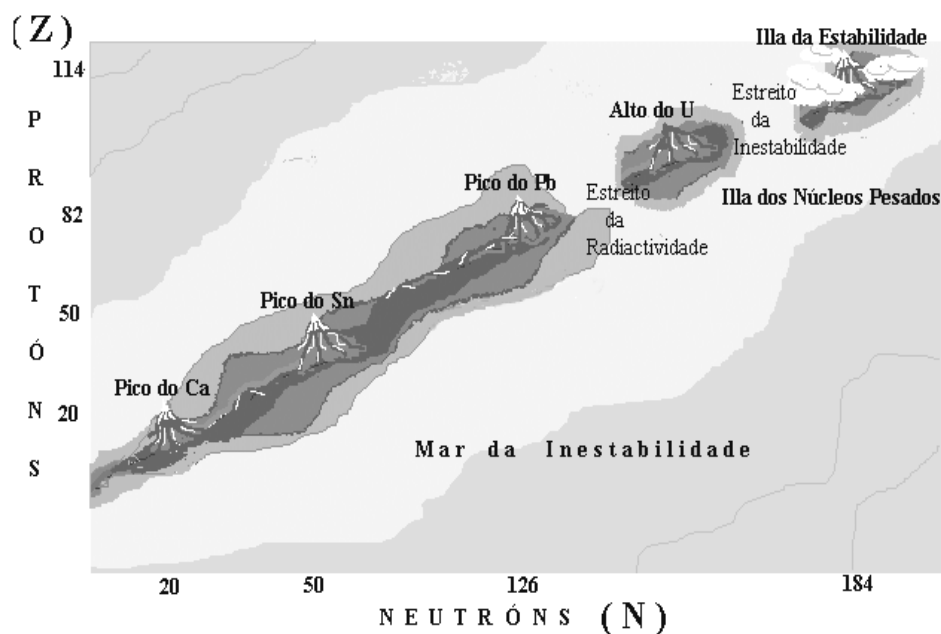 (Z)
114
82
50
20
PROTÓNS
Illa da Estabilidade
Estreito
da
Inestabilidade
Alto do U
Illa dos Núcleos Pesados
Pico do Pb
Estreito
da
Radiactividade
Pico do Sn
Pico do Ca
Mar da Inestabilidade
20 50 126 184
NEUTRÓNS (N)